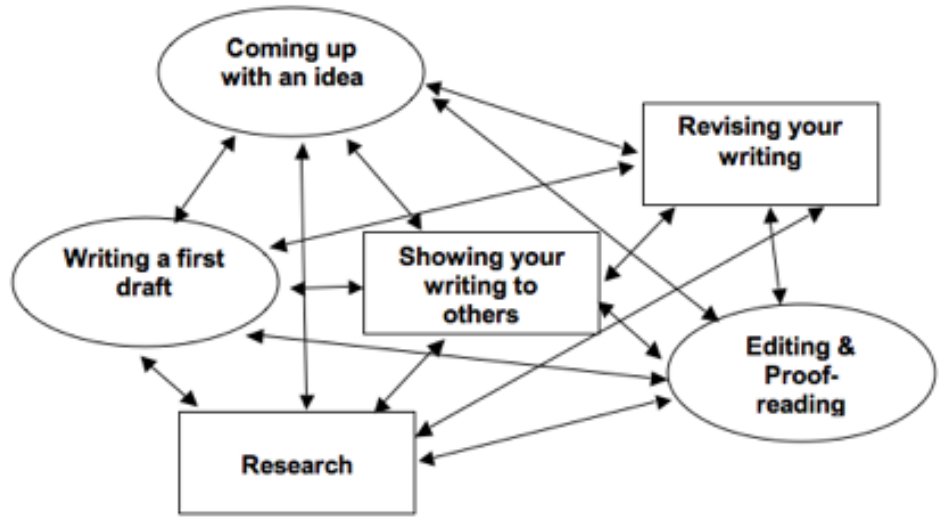 Coming up
with an idea
Revising your
writing
Writing a first
draft
Showing your
writing to
others
Editing &
Proof-
reading
Research